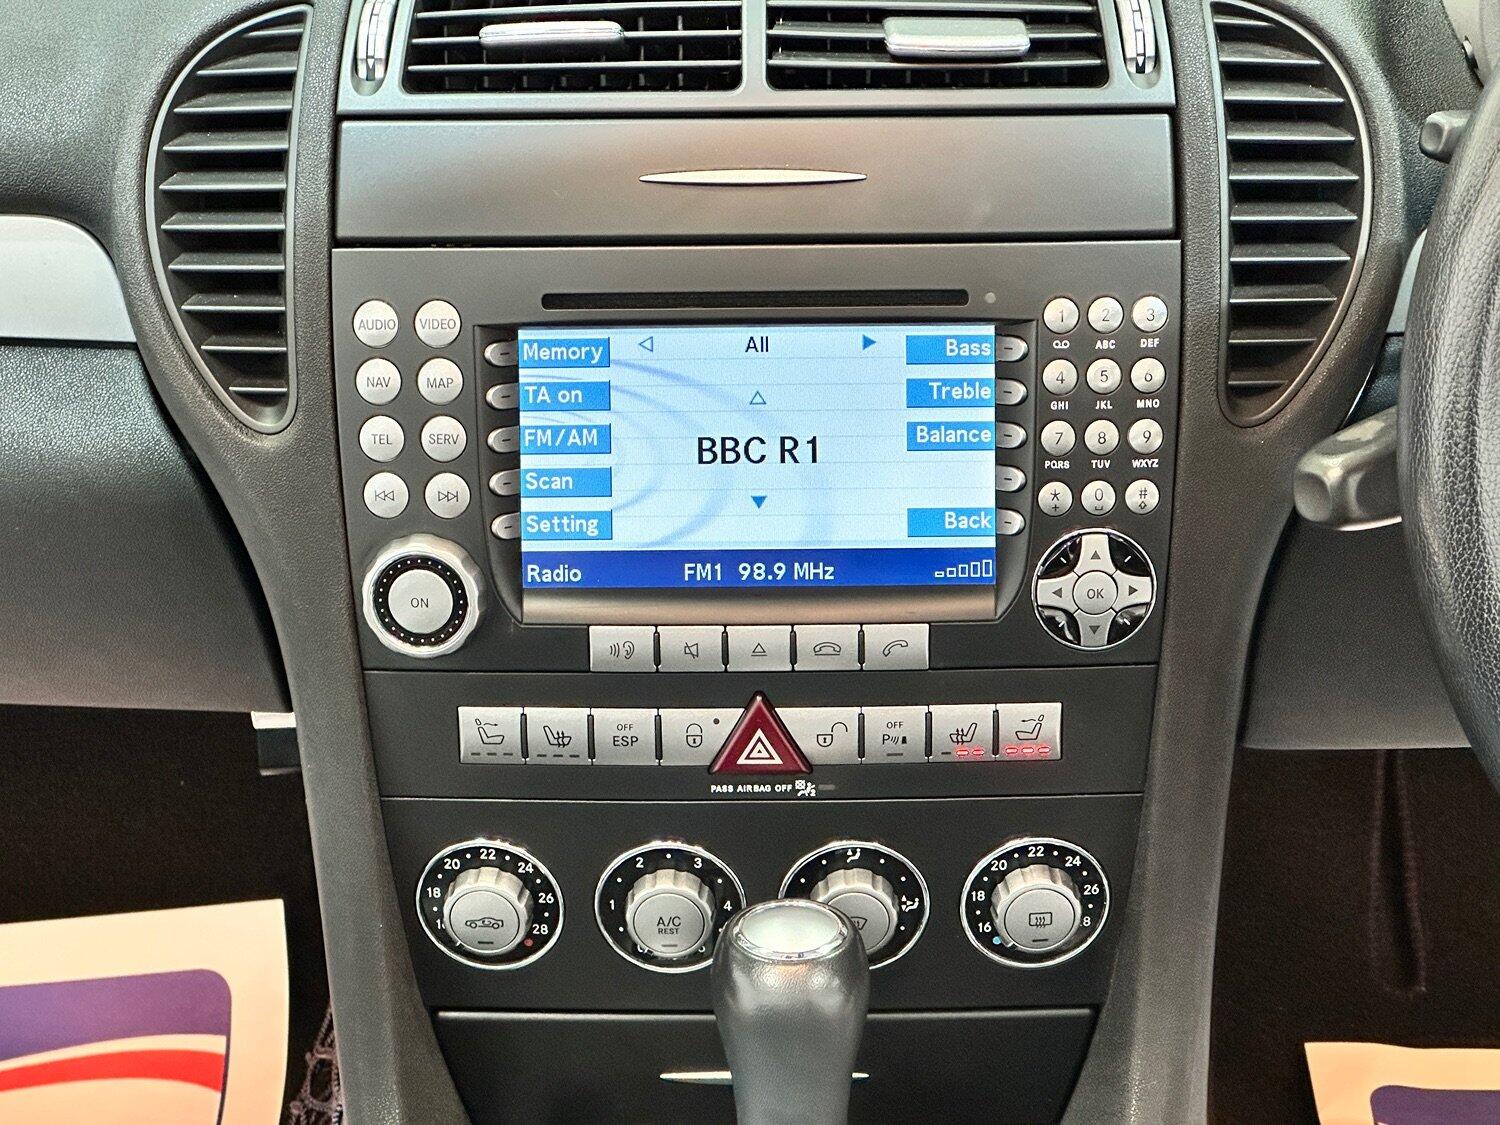 AUDIO VIDEO
NAV MAP
TEL SERV
ON
Memory All Bass
TA on Treble
FM/AM BBC R1 Balance
Scan
Setting Back
Radio FM1 98.9 MHz
1 2 3
ABC DEF
4 5 6
GHI JKL MNO
7 8 9
PQRS TUV WXYZ
* 0 #
+
OK
OFF
ESP
OFF
P
PASS AIRBAG OFF
18 20 22 24 26 28
1 2 3 4
A/C
REST
16 18 20 22 24 26